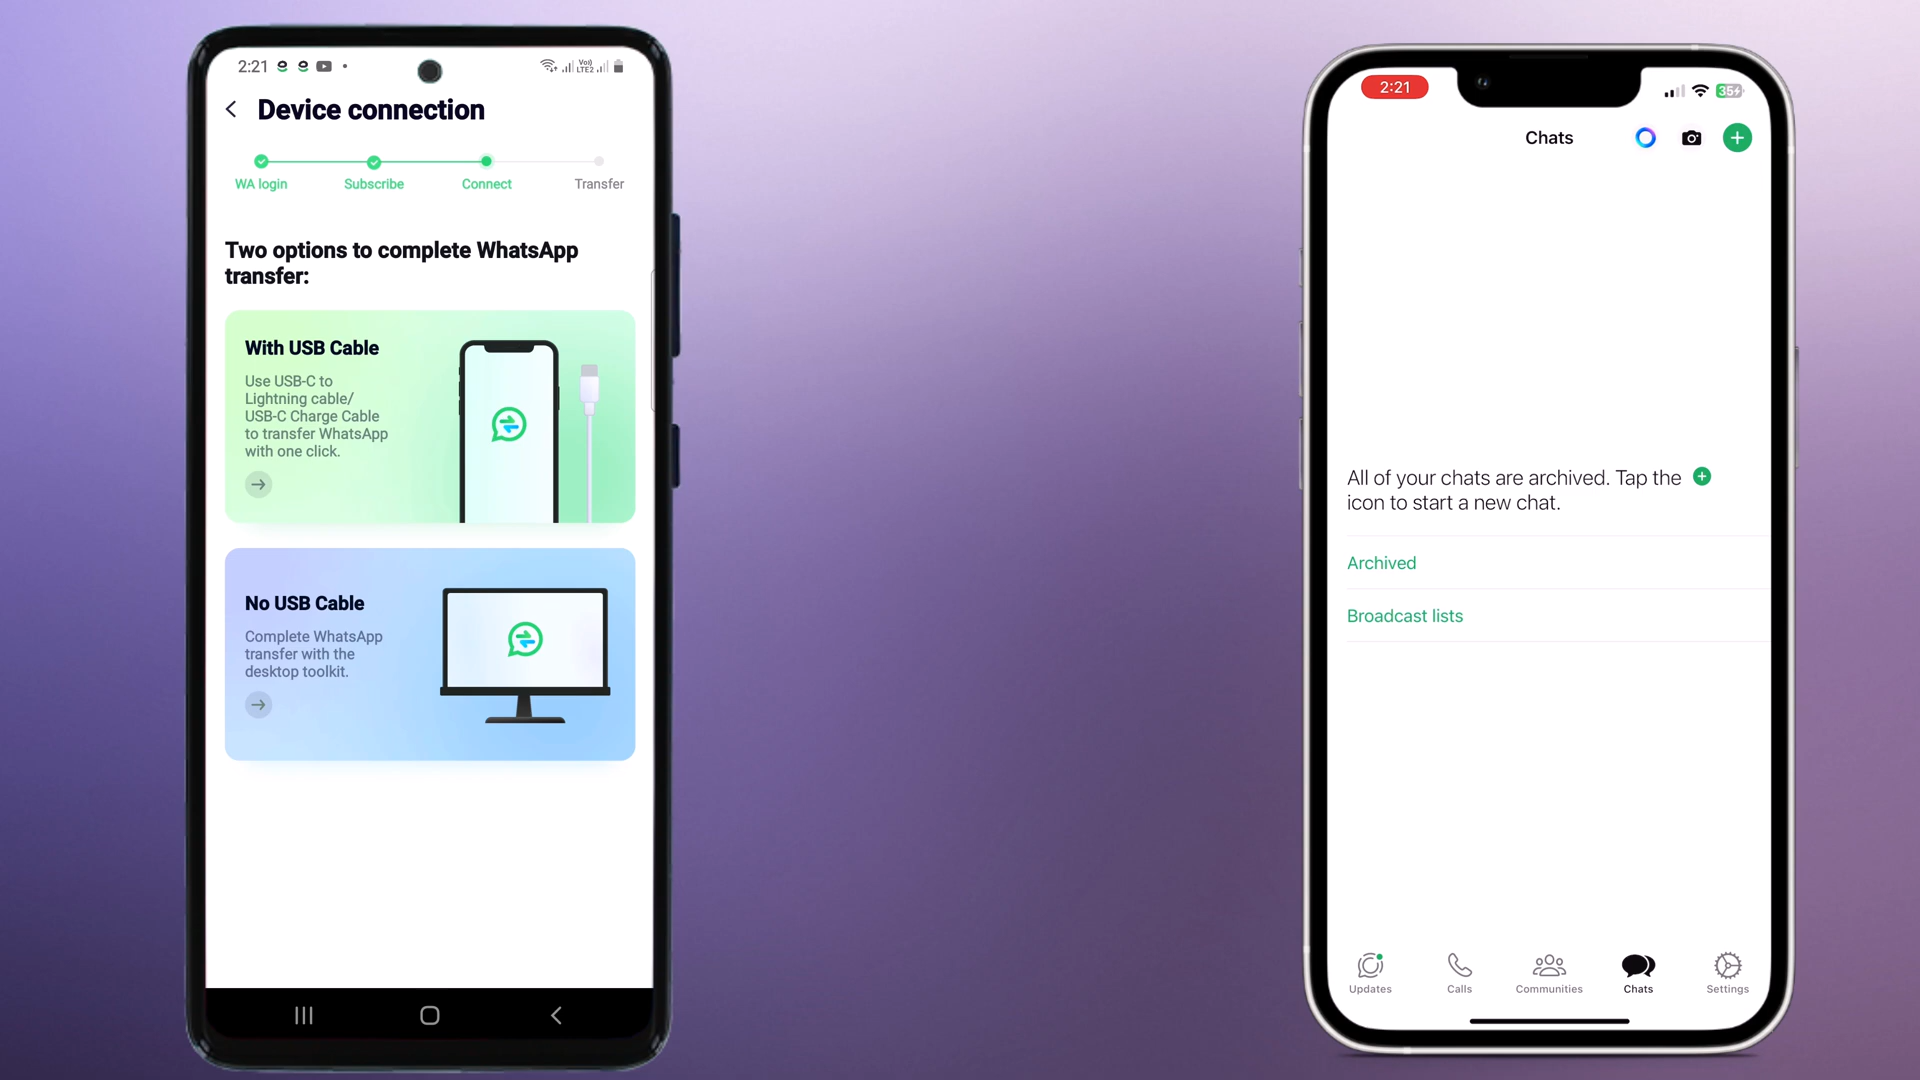 2:21
Vo))
LTE2
Device connection
WA login
Subscribe
Connect
Transfer
Two options to complete WhatsApp
transfer:
With USB Cable
Use USB-C to
Lightning cable/
USB-C Charge Cable
to transfer WhatsApp
with one click.
No USB Cable
Complete WhatsApp
transfer with the
desktop toolkit.
2:21
35
Chats
All of your chats are archived. Tap the
icon to start a new chat.
Archived
Broadcast lists
Updates
Calls
Communities
Chats
Settings